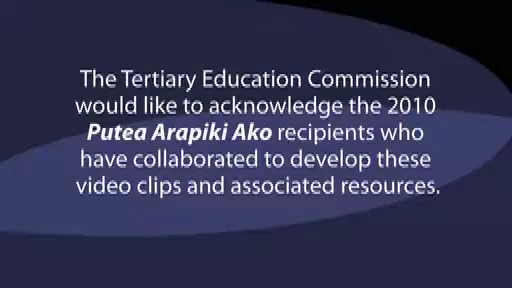 The Tertiary Education Commission
would like to acknowledge the 2010
Putea Arapiki Ako recipients who
have collaborated to develop these
video clips and associated resources.